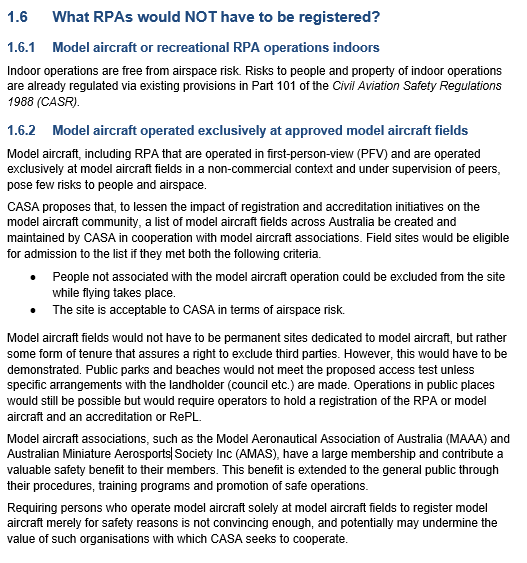 1.6 What RPAs would NOT have to be registered?
1.6.1 Model aircraft or recreational RPA operations indoors
Indoor operations are free from airspace risk. Risks to people and property of indoor operations
are already regulated via existing provisions in Part 101 of the Civil Aviation Safety Regulations
1988 (CASR).
1.6.2 Model aircraft operated exclusively at approved model aircraft fields
Model aircraft, including RPA that are operated in first-person-view (PFV) and are operated
exclusively at model aircraft fields in a non-commercial context and under supervision of peers,
pose few risks to people and airspace.
CASA proposes that, to lessen the impact of registration and accreditation initiatives on the
model aircraft community, a list of model aircraft fields across Australia be created and
maintained by CASA in cooperation with model aircraft associations. Field sites would be eligible
for admission to the list if they met both the following criteria.
• People not associated with the model aircraft operation could be excluded from the site
while flying takes place.
• The site is acceptable to CASA in terms of airspace risk.
Model aircraft fields would not have to be permanent sites dedicated to model aircraft, but rather
some form of tenure that assures a right to exclude third parties. However, this would have to be
demonstrated. Public parks and beaches would not meet the proposed access test unless
specific arrangements with the landholder (council etc.) are made. Operations in public places
would still be possible but would require operators to hold a registration of the RPA or model
aircraft and an accreditation or RePL.
Model aircraft associations, such as the Model Aeronautical Association of Australia (MAAA) and
Australian Miniature Aerosports Society Inc (AMAS), have a large membership and contribute a
valuable safety benefit to their members. This benefit is extended to the general public through
their procedures, training programs and promotion of safe operations.
Requiring persons who operate model aircraft solely at model aircraft fields to register model
aircraft merely for safety reasons is not convincing enough, and potentially may undermine the
value of such organisations with which CASA seeks to cooperate.